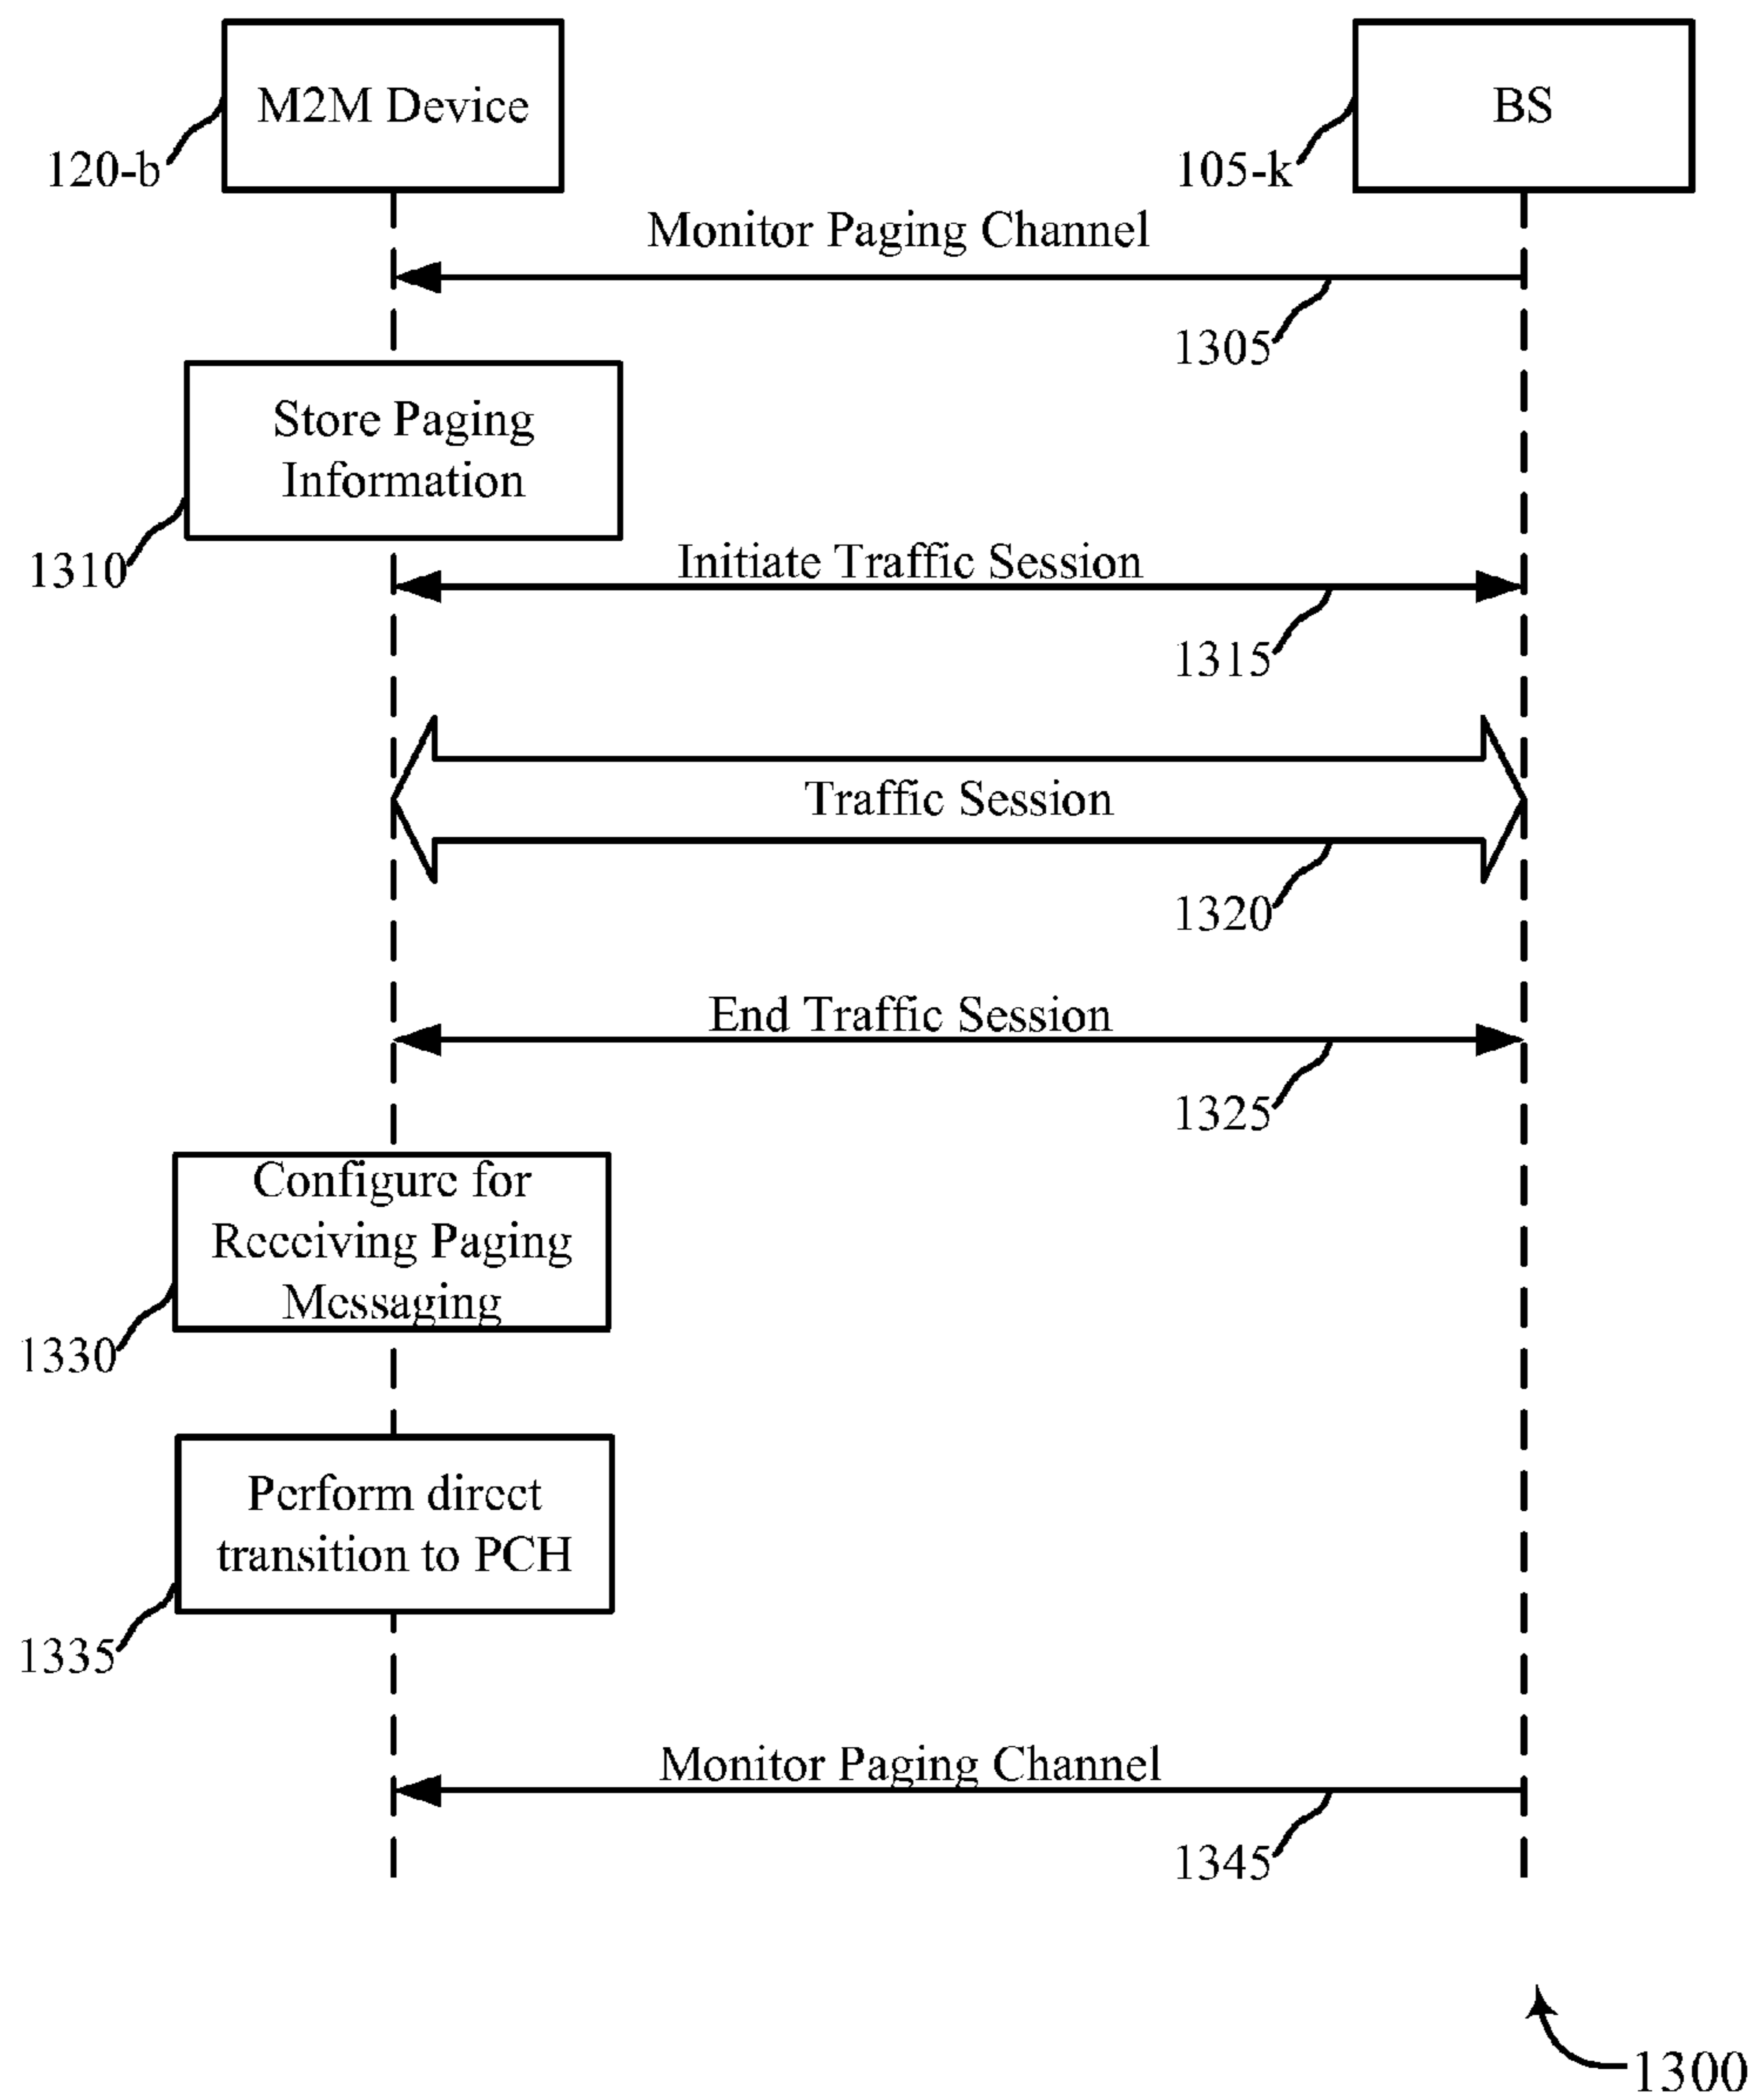 M2M Device
BS
120-b
105-k
Monitor Paging Channel
1305
Store Paging
Information
1310
Initiate Traffic Session
1315
Traffic Session
1320
End Traffic Session
1325
Configure for
Receiving Paging
Messaging
1330
Perform direct
transition to PCH
1335
Monitor Paging Channel
1345
1300